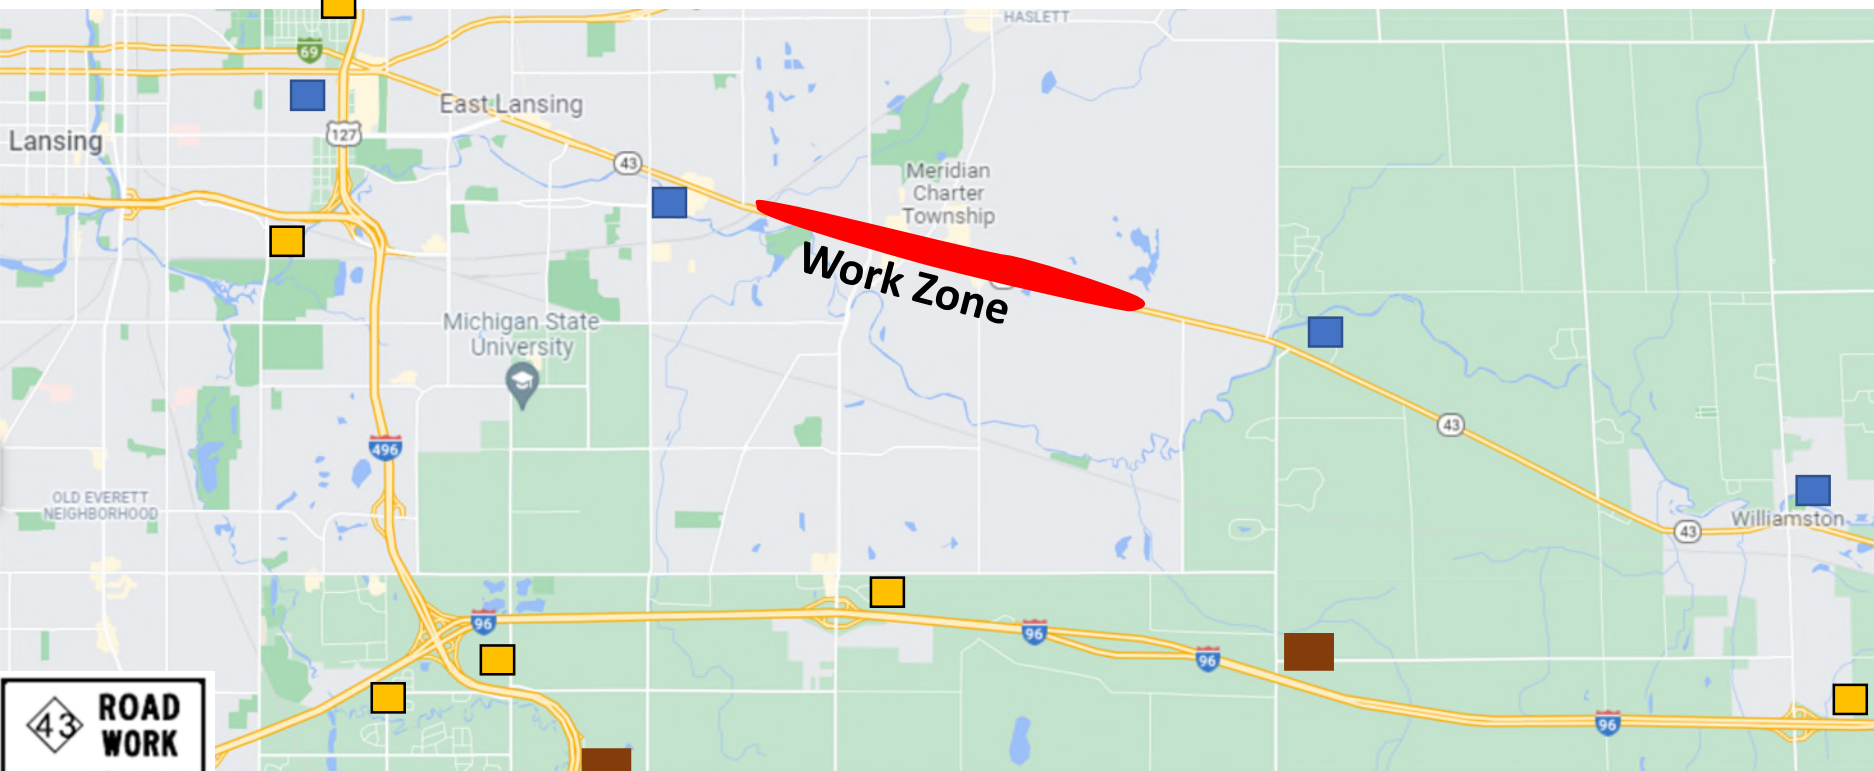 HASLETT
69
East Lansing
127
Lansing
43
Meridian
Charter
Township
Work Zone
Michigan State
University
43
496
OLD EVERETT
NEIGHBORHOOD
Williamston
43
96
96
96
96
43
ROAD
WORK